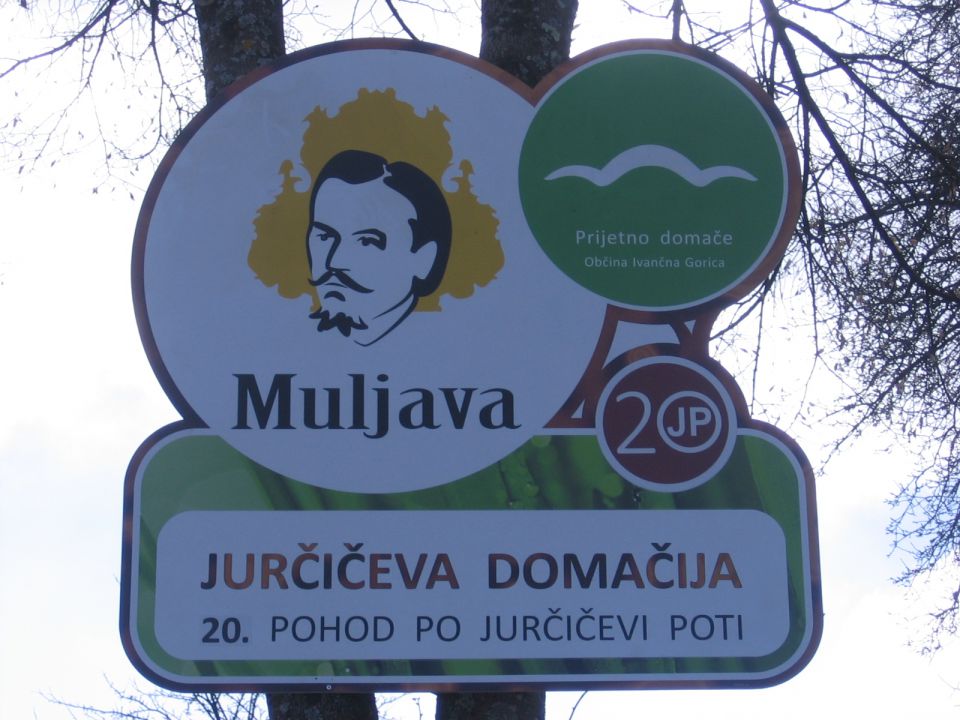 Prijetno domače
Občina Ivančna Gorica
Muljava
20 JP
JURČIČEVA DOMAČIJA
20. POHOD PO JURČIČEVI POTI